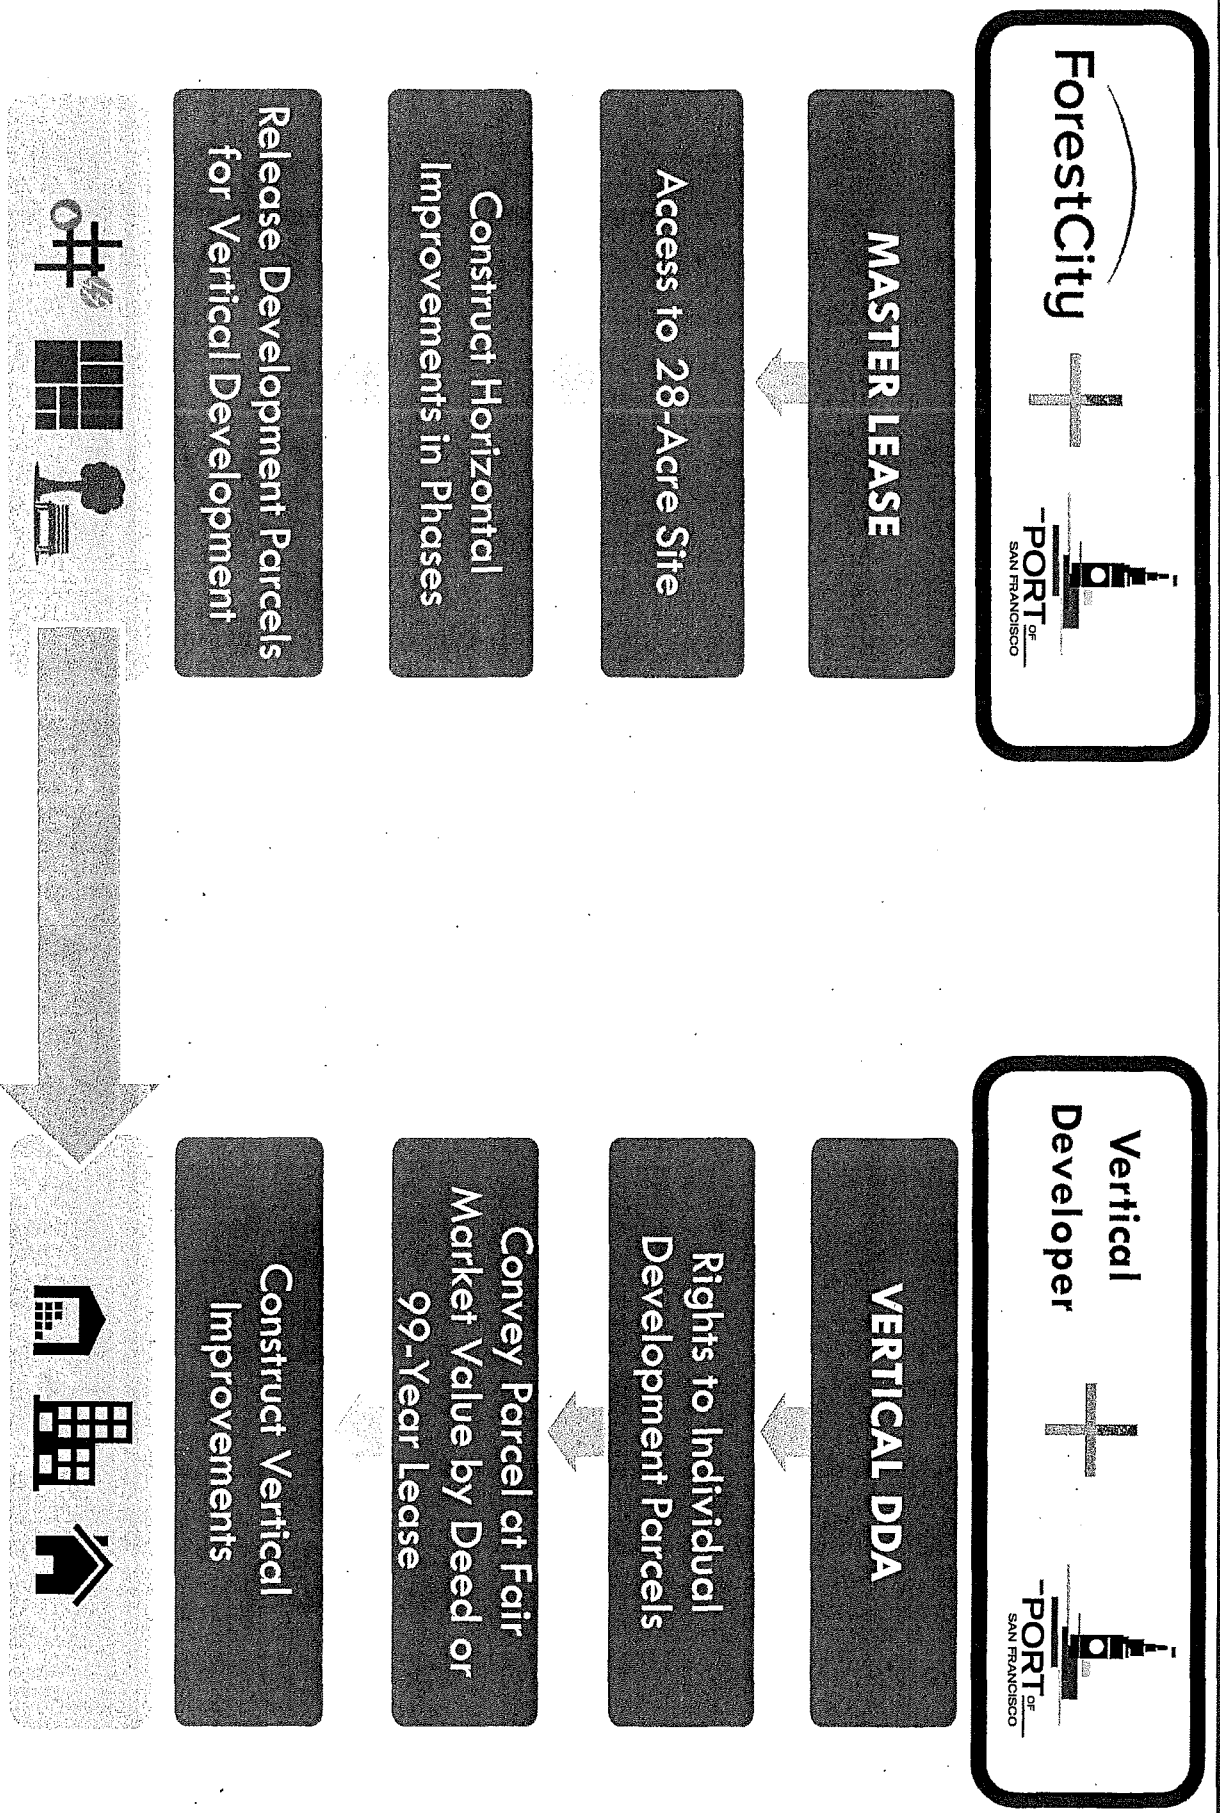 ForestCity
PORT OF
SAN FRANCISCO
MASTER LEASE
Access to 28-Acre Site
Construct Horizontal
Improvements in Phases
Release Development Parcels
for Vertical Development
Vertical
Developer
PORT OF
SAN FRANCISCO
VERTICAL DDA
Rights to Individual
Development Parcels
Convey Parcel at Fair
Market Value by Deed or
99-Year Lease
Construct Vertical
Improvements